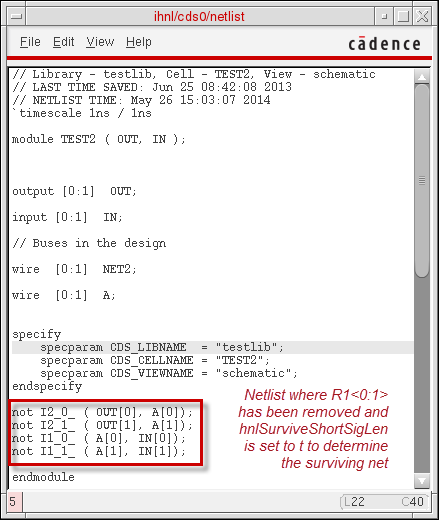 ihnl/cds0/netlist
File Edit View Help
cādence
// Library - testlib, Cell - TEST2, View - schematic
// LAST TIME SAVED: Jun 25 08:42:08 2013
// NETLIST TIME: May 26 15:03:07 2014
`timescale 1ns / 1ns
module TEST2 ( OUT, IN );
output [0:1]  OUT;
input [0:1]  IN;
// Buses in the design
wire  [0:1]  NET2;
wire  [0:1]  A;
specify
    specparam CDS_LIBNAME  = "testlib";
    specparam CDS_CELLNAME = "TEST2";
    specparam CDS_VIEWNAME = "schematic";
endspecify
not I2_0_ ( OUT[0], A[0]);
not I2_1_ ( OUT[1], A[1]);
not I1_0_ ( A[0], IN[0]);
not I1_1_ ( A[1], IN[1]);
endmodule
Netlist where R1<0:1>
has been removed and
hnlSurviveShortSigLen
is set to t to determine
the surviving net
5
L22 C40